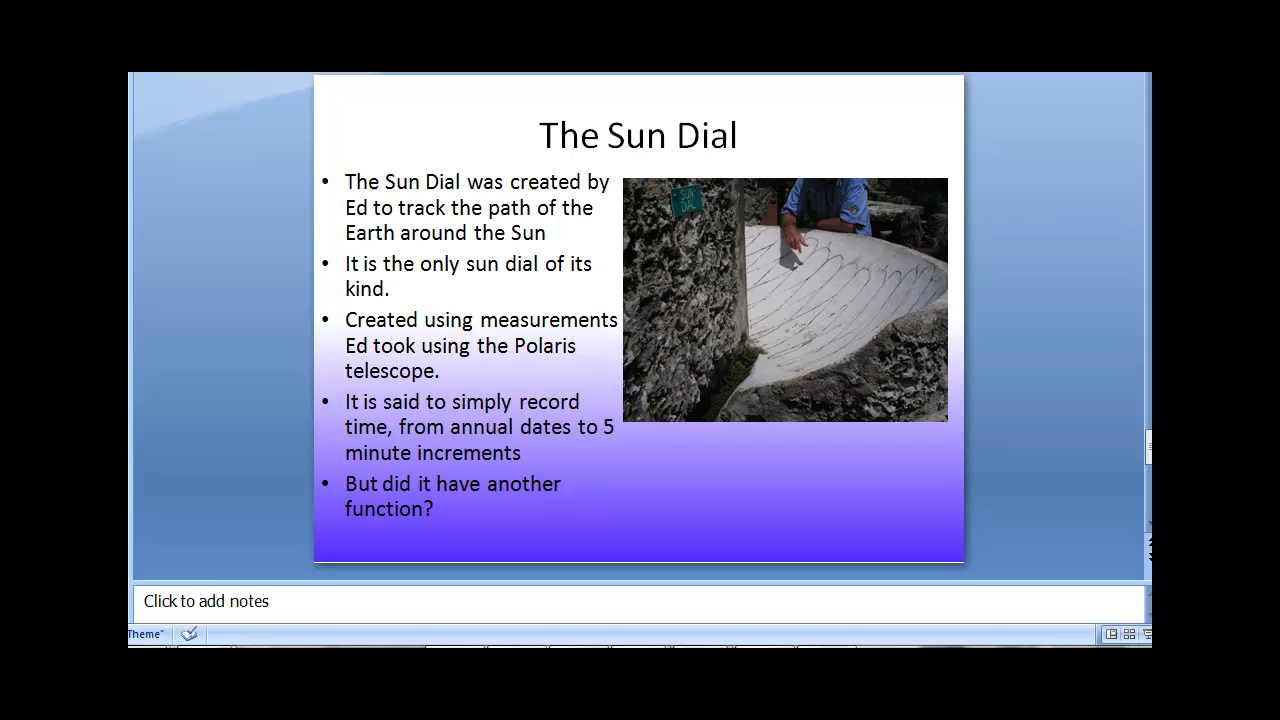 The Sun Dial
• The Sun Dial was created by
Ed to track the path of the
Earth around the Sun
• It is the only sun dial of its
kind.
• Created using measurements
Ed took using the Polaris
telescope.
• It is said to simply record
time, from annual dates to 5
minute increments
• But did it have another
function?
SUN
DIAL
Click to add notes
Theme"